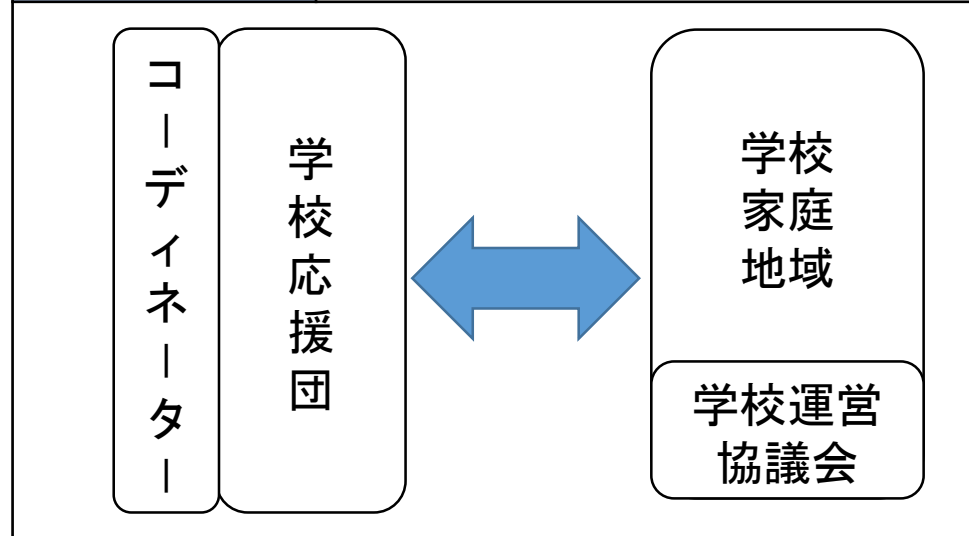 コーディネーター
学校応援団
学校
家庭
地域
学校運営
協議会